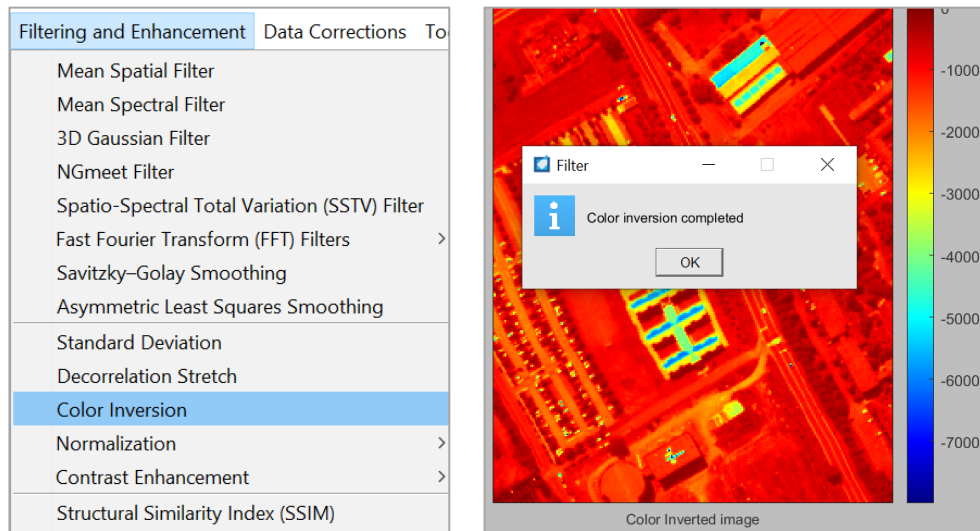 Filtering and Enhancement Data Corrections To
Mean Spatial Filter
Mean Spectral Filter
3D Gaussian Filter
NGmeet Filter
Spatio-Spectral Total Variation (SSTV) Filter
Fast Fourier Transform (FFT) Filters >
Savitzky–Golay Smoothing
Asymmetric Least Squares Smoothing
Standard Deviation
Decorrelation Stretch
Color Inversion
Normalization >
Contrast Enhancement >
Structural Similarity Index (SSIM)
0
-1000
-2000
-3000
-4000
-5000
-6000
-7000
Filter
Color inversion completed
OK
Color Inverted image